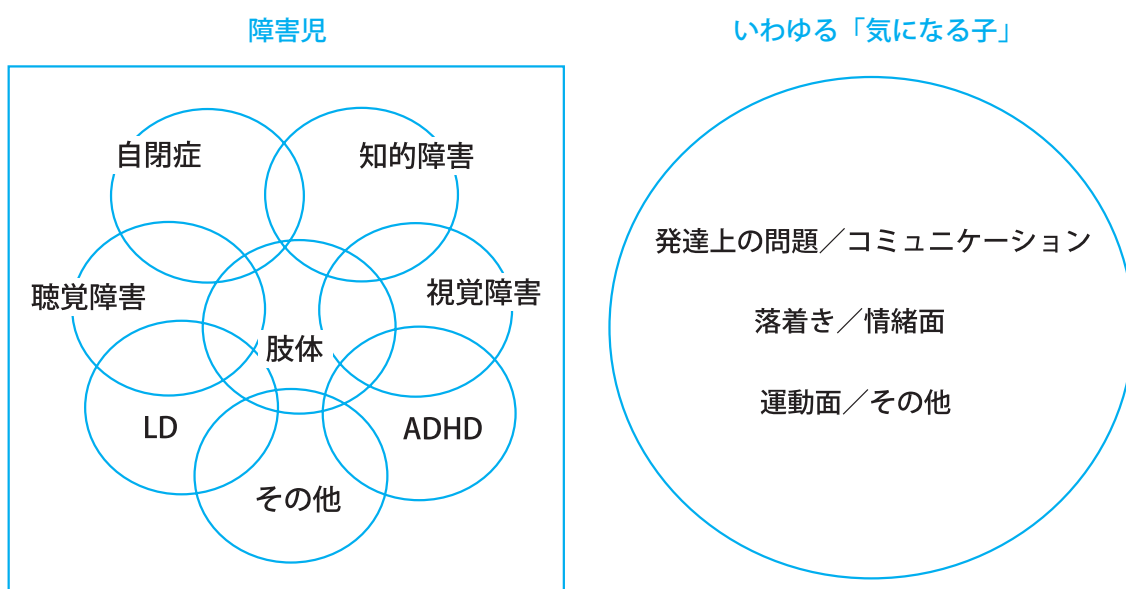 障害児
自閉症
知的障害
聴覚障害
視覚障害
肢体
LD
ADHD
その他
いわゆる「気になる子」
発達上の問題／コミュニケーション
落着き／情緒面
運動面／その他